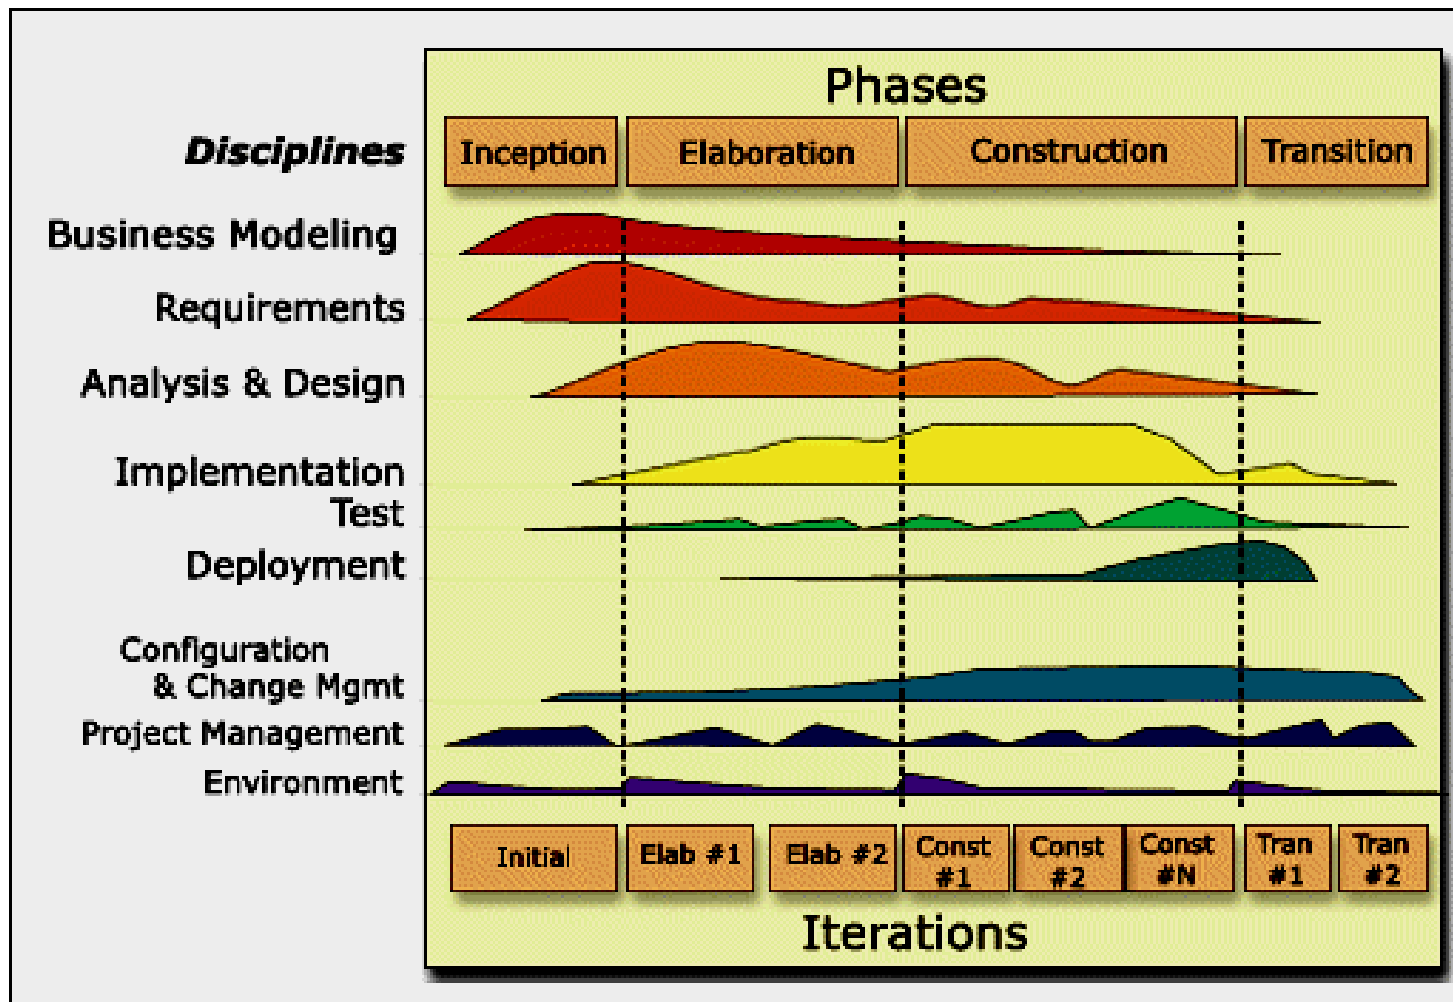 Phases
Disciplines
Inception
Elaboration
Construction
Transition
Business Modeling
Requirements
Analysis & Design
Implementation
Test
Deployment
Configuration
& Change Mgmt
Project Management
Environment
Initial
Elab #1
Elab #2
Const
#1
Const
#2
Const
#N
Tran
#1
Tran
#2
Iterations